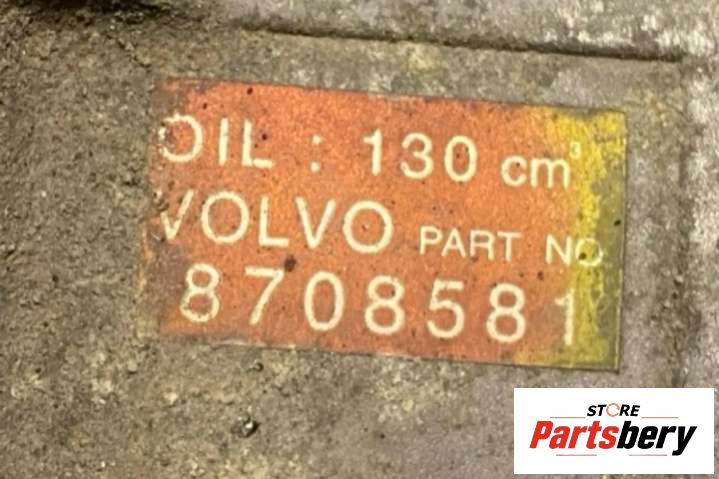 OIL : 130 cm³
VOLVO PART NO
8708581
STORE
Partsbery